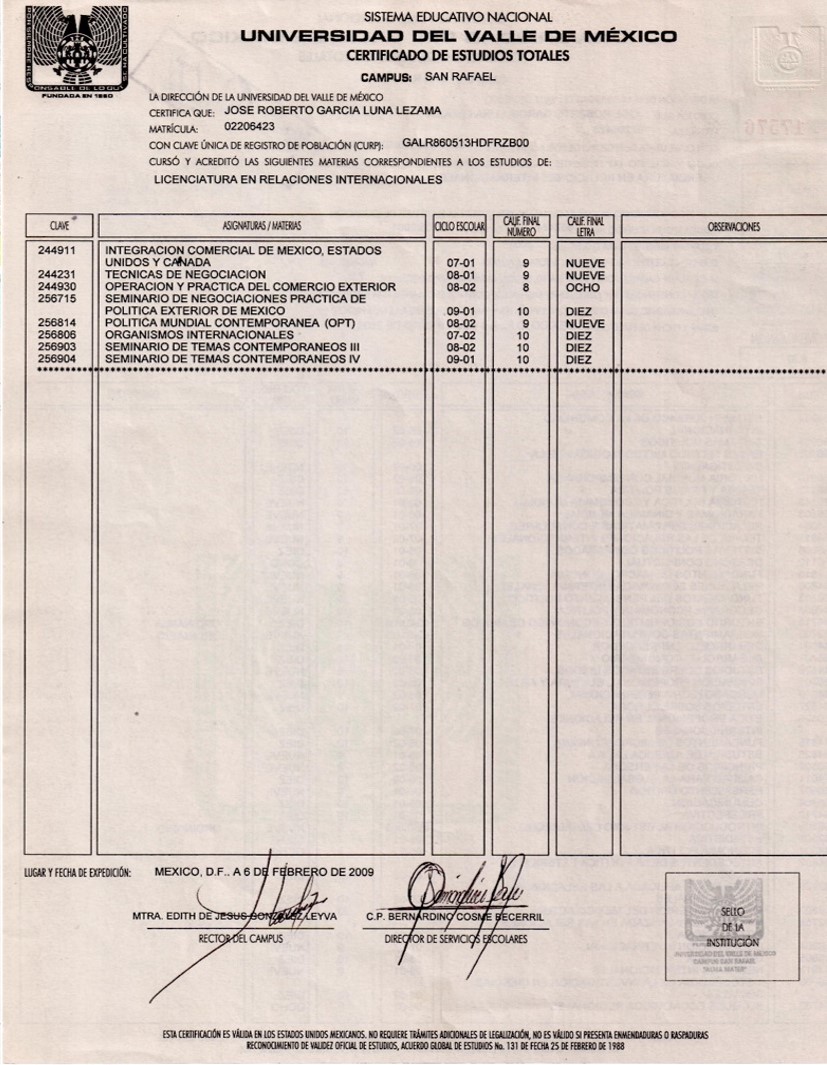 SISTEMA EDUCATIVO NACIONAL
UNIVERSIDAD DEL VALLE DE MÉXICO
CERTIFICADO DE ESTUDIOS TOTALES
CAMPUS: SAN RAFAEL
FUNDADA EN 1960
LA DIRECCIÓN DE LA UNIVERSIDAD DEL VALLE DE MÉXICO
CERTIFICA QUE: JOSE ROBERTO GARCIA LUNA LEZAMA
MATRÍCULA: 02206423
CON CLAVE ÚNICA DE REGISTRO DE POBLACIÓN (CURP): GALR860513HDFRZB00
CURSÓ Y ACREDITÓ LAS SIGUIENTES MATERIAS CORRESPONDIENTES A LOS ESTUDIOS DE:
LICENCIATURA EN RELACIONES INTERNACIONALES
CLAVE ASIGNATURAS / MATERIAS CICLO ESCOLAR CALIF. FINAL NÚMERO CALIF. FINAL LETRA OBSERVACIONES
244911 INTEGRACION COMERCIAL DE MEXICO, ESTADOS
UNIDOS Y CANADA 07-01 9 NUEVE
244231 TECNICAS DE NEGOCIACION 08-01 9 NUEVE
244930 OPERACION Y PRACTICA DEL COMERCIO EXTERIOR 08-02 8 OCHO
256715 SEMINARIO DE NEGOCIACIONES PRACTICA DE
POLITICA EXTERIOR DE MEXICO 09-01 10 DIEZ
256814 POLITICA MUNDIAL CONTEMPORANEA (OPT) 08-02 9 NUEVE
256806 ORGANISMOS INTERNACIONALES 07-02 10 DIEZ
256903 SEMINARIO DE TEMAS CONTEMPORANEOS III 08-02 10 DIEZ
256904 SEMINARIO DE TEMAS CONTEMPORANEOS IV 09-01 10 DIEZ
LUGAR Y FECHA DE EXPEDICIÓN: MEXICO, D.F.. A 6 DE FEBRERO DE 2009
MTRA. EDITH DE JESUS GONZALEZ LEYVA C.P. BERNARDINO COSME BECERRIL
RECTOR DEL CAMPUS DIRECTOR DE SERVICIOS ESCOLARES
SELLO
DE LA
INSTITUCIÓN
UNIVERSIDAD DEL VALLE DE MEXICO
CAMPUS SAN RAFAEL
"ALMA MATER"
ESTA CERTIFICACIÓN ES VÁLIDA EN LOS ESTADOS UNIDOS MEXICANOS. NO REQUIERE TRÁMITES ADICIONALES DE LEGALIZACIÓN, NO ES VÁLIDO SI PRESENTA ENMENDADURAS O RASPADURAS
RECONOCIMIENTO DE VALIDEZ OFICIAL DE ESTUDIOS, ACUERDO GLOBAL DE ESTUDIOS No. 131 DE FECHA 25 DE FEBRERO DE 1988